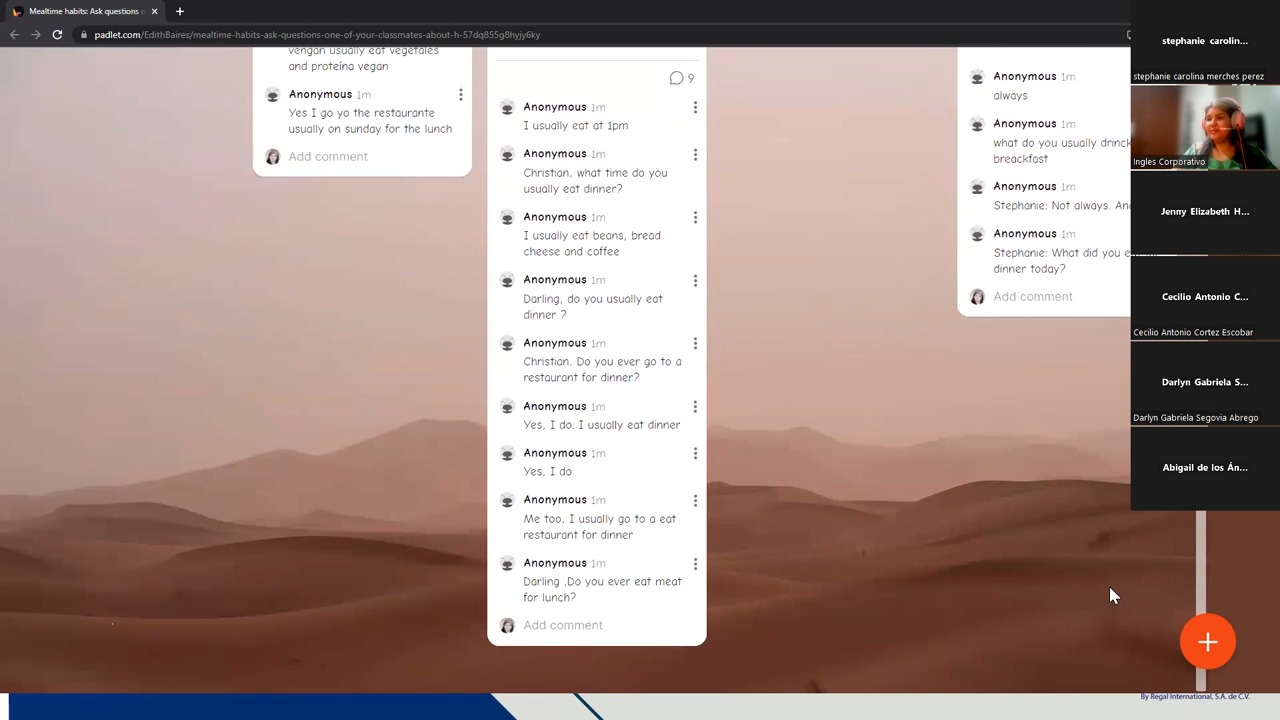 Mealtime habits: Ask questions o
padlet.com/EdithBaires/mealtime-habits-ask-questions-one-of-your-classmates-about-h-57dq855g8hyjy6ky
vengan usually eat vegetales
and proteína vegan
Anonymous 1m
Yes I go yo the restaurante
usually on sunday for the lunch
Add comment
9
Anonymous 1m
I usually eat at 1pm
Anonymous 1m
Christian, what time do you
usually eat dinner?
Anonymous 1m
I usually eat beans, bread
cheese and coffee
Anonymous 1m
Darling, do you usually eat
dinner ?
Anonymous 1m
Christian, Do you ever go to a
restaurant for dinner?
Anonymous 1m
Yes, I do. I usually eat dinner
Anonymous 1m
Yes, I do
Anonymous 1m
Me too, I usually go to a eat
restaurant for dinner
Anonymous 1m
Darling ,Do you ever eat meat
for lunch?
Add comment
Anonymous 1m
always
Anonymous 1m
what do you usually drinck
breackfast
Anonymous 1m
Stephanie: Not always. And
Anonymous 1m
Stephanie: What did you e
dinner today?
Add comment
stephanie carolin...
stephanie carolina merches perez
Ingles Corporativo
Jenny Elizabeth H...
Cecilio Antonio C...
Cecilio Antonio Cortez Escobar
Darlyn Gabriela S...
Darlyn Gabriela Segovia Abrego
Abigail de los Án...
By Regal International, S.A. de C.V.